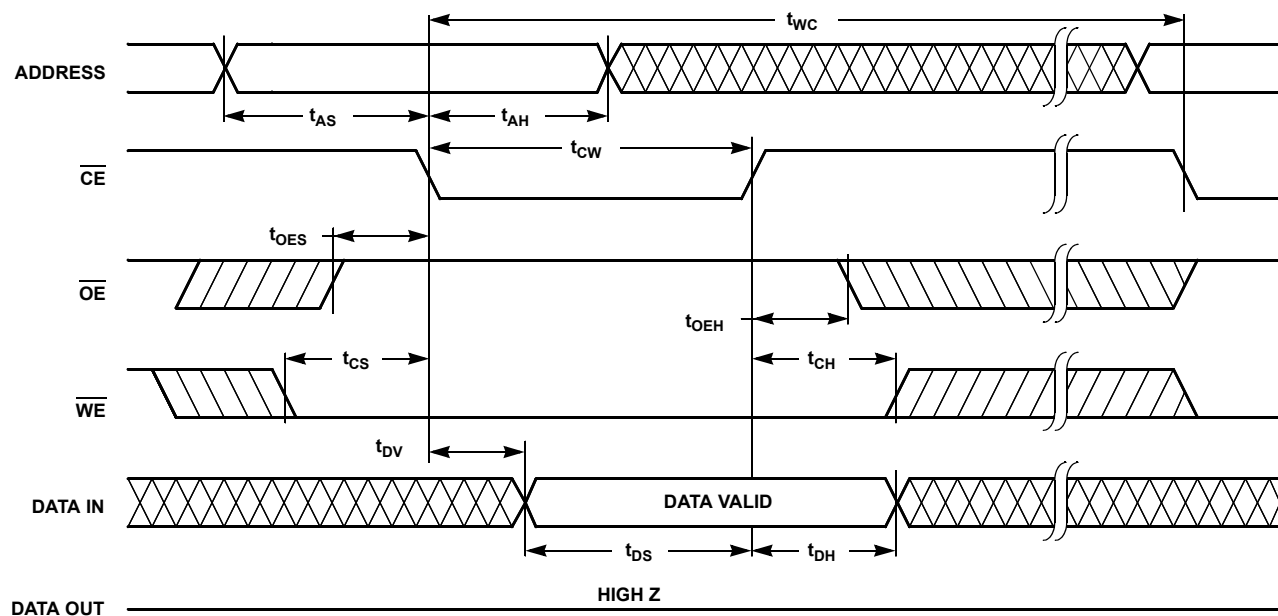 tWC
ADDRESS
tAS
tAH
tCW
CE
tOES
OE
tOEH
tCS
tCH
WE
tDV
DATA IN
DATA VALID
tDS
tDH
HIGH Z
DATA OUT